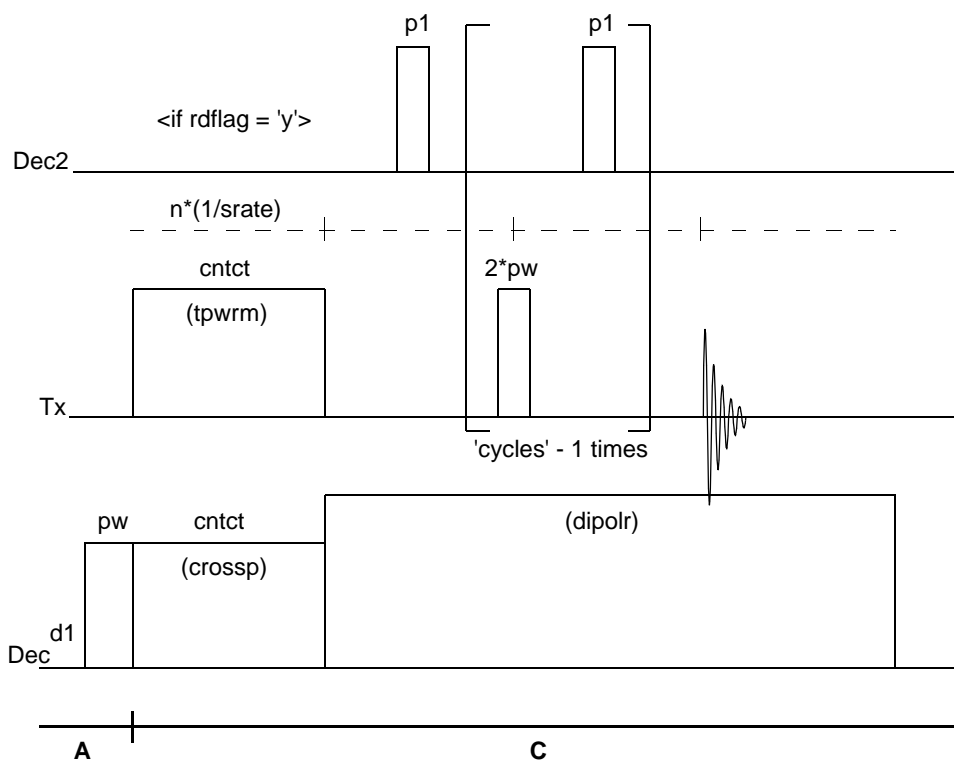 p1
p1
<if rdflag = 'y'>
Dec2
n*(1/srate)
cntct
2*pw
(tpwrm)
Tx
'cycles' - 1 times
pw
cntct
(dipolr)
(crossp)
d1
Dec
A
C